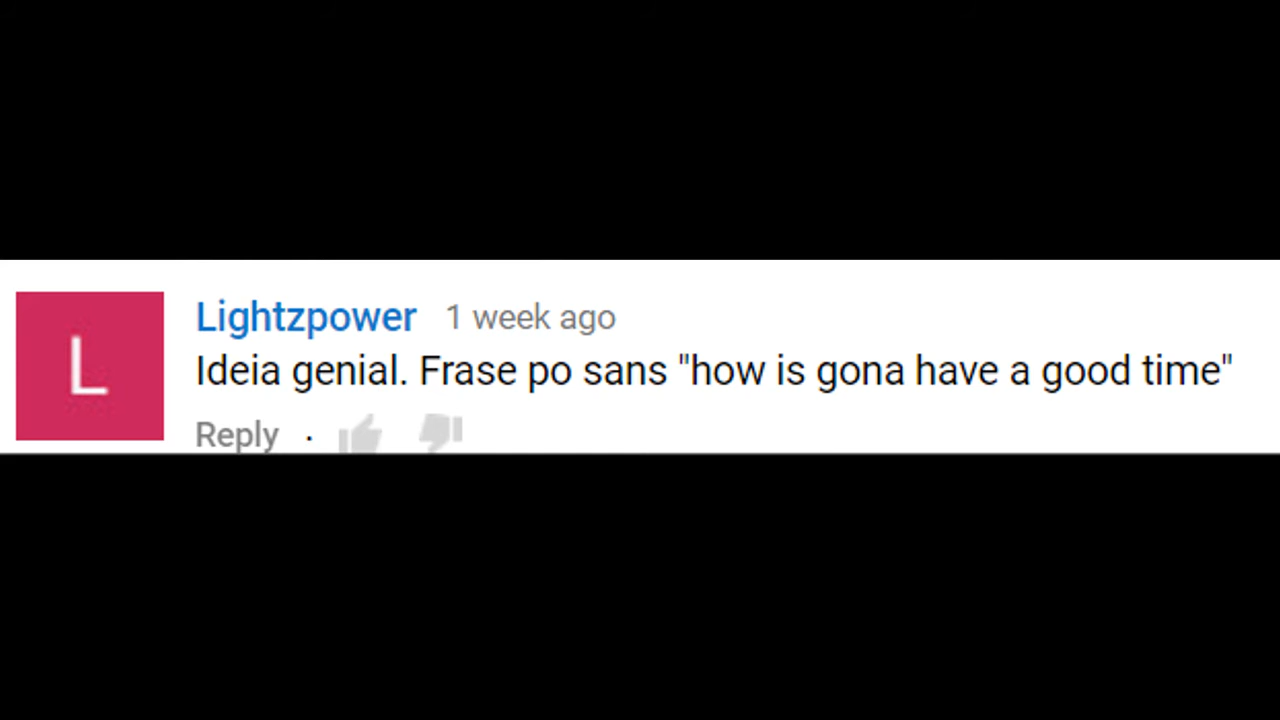 L
Lightzpower 1 week ago
Ideia genial. Frase po sans "how is gona have a good time"
Reply ·